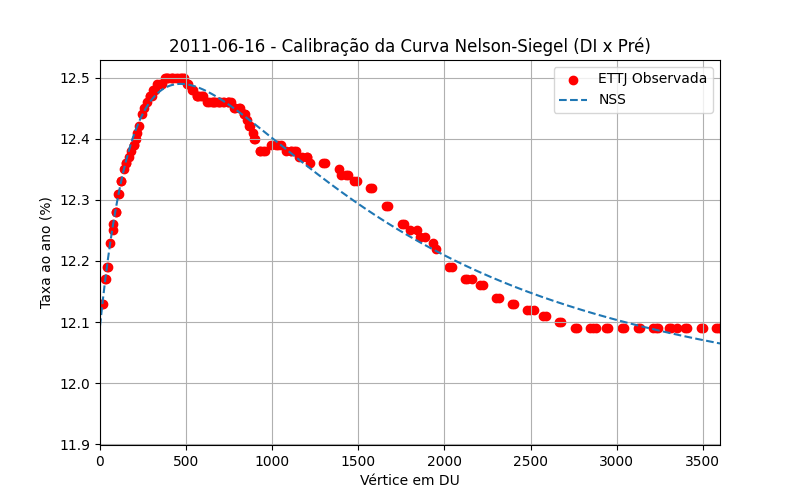 2011-06-16 - Calibração da Curva Nelson-Siegel (DI x Pré)
ETTJ Observada
NSS
Taxa ao ano (%)
12.5
12.4
12.3
12.2
12.1
12.0
11.9
0 500 1000 1500 2000 2500 3000 3500
Vértice em DU